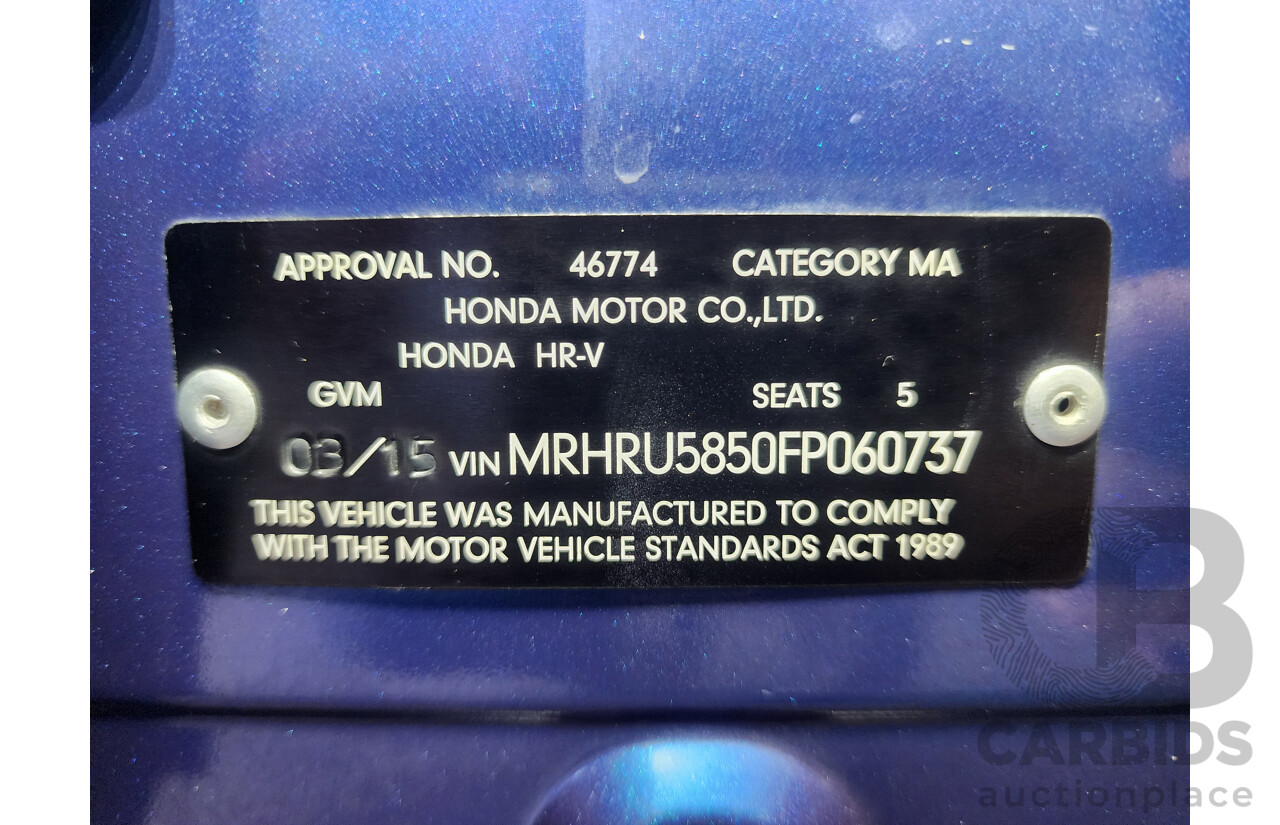 APPROVAL NO. 46774 CATEGORY MA
HONDA MOTOR CO.,LTD.
HONDA HR-V
GVM SEATS 5
03/15 VIN MRHRU5850FP060737
THIS VEHICLE WAS MANUFACTURED TO COMPLY
WITH THE MOTOR VEHICLE STANDARDS ACT 1989
CB
CARBIDS
auctionplace